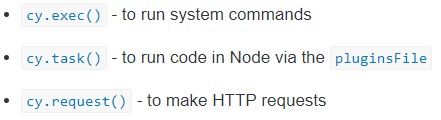 • cy.exec() - to run system commands
• cy.task() - to run code in Node via the pluginsFile
• cy.request() - to make HTTP requests